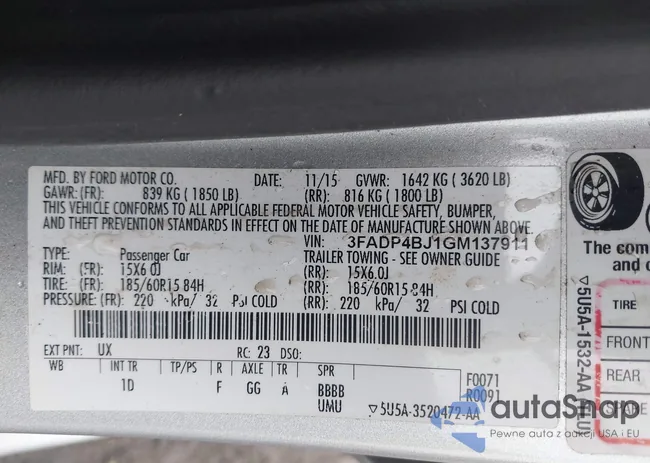 MFD. BY FORD MOTOR CO. DATE: 11/15 GVWR: 1642 KG ( 3620 LB)
GAWR: (FR) 839 KG ( 1850 LB) (RR) 816 KG ( 1800 LB)
THIS VEHICLE CONFORMS TO ALL APPLICABLE FEDERAL MOTOR VEHICLE SAFETY, BUMPER,
AND THEFT PREVENTION STANDARDS IN EFFECT ON THE DATE OF MANUFACTURE SHOWN ABOVE.
VIN: 3FADP4BJ1GM137911
TYPE: Passenger Car TRAILER TOWING - SEE OWNER GUIDE
RIM: (FR) 15X6.0J (RR) 15X6.0J
TIRE: (FR) 185/60R15 84H (RR) 185/60R15 84H
PRESSURE: (FR) 220 kPa/ 32 PSI COLD (RR) 220 kPa/ 32 PSI COLD
EXT PNT: UX RC: 23 DSO:
WB INT TR TP/PS R AXLE TR SPR
1D F GG A BBBB
UMU
F0071
R0091
▽5U5A-3520472-AA
The com
and c
▽5U5A-1532-AA
TIRE
FRONT
REAR
autoSnap
Pewne auta z aukcji USA i EU